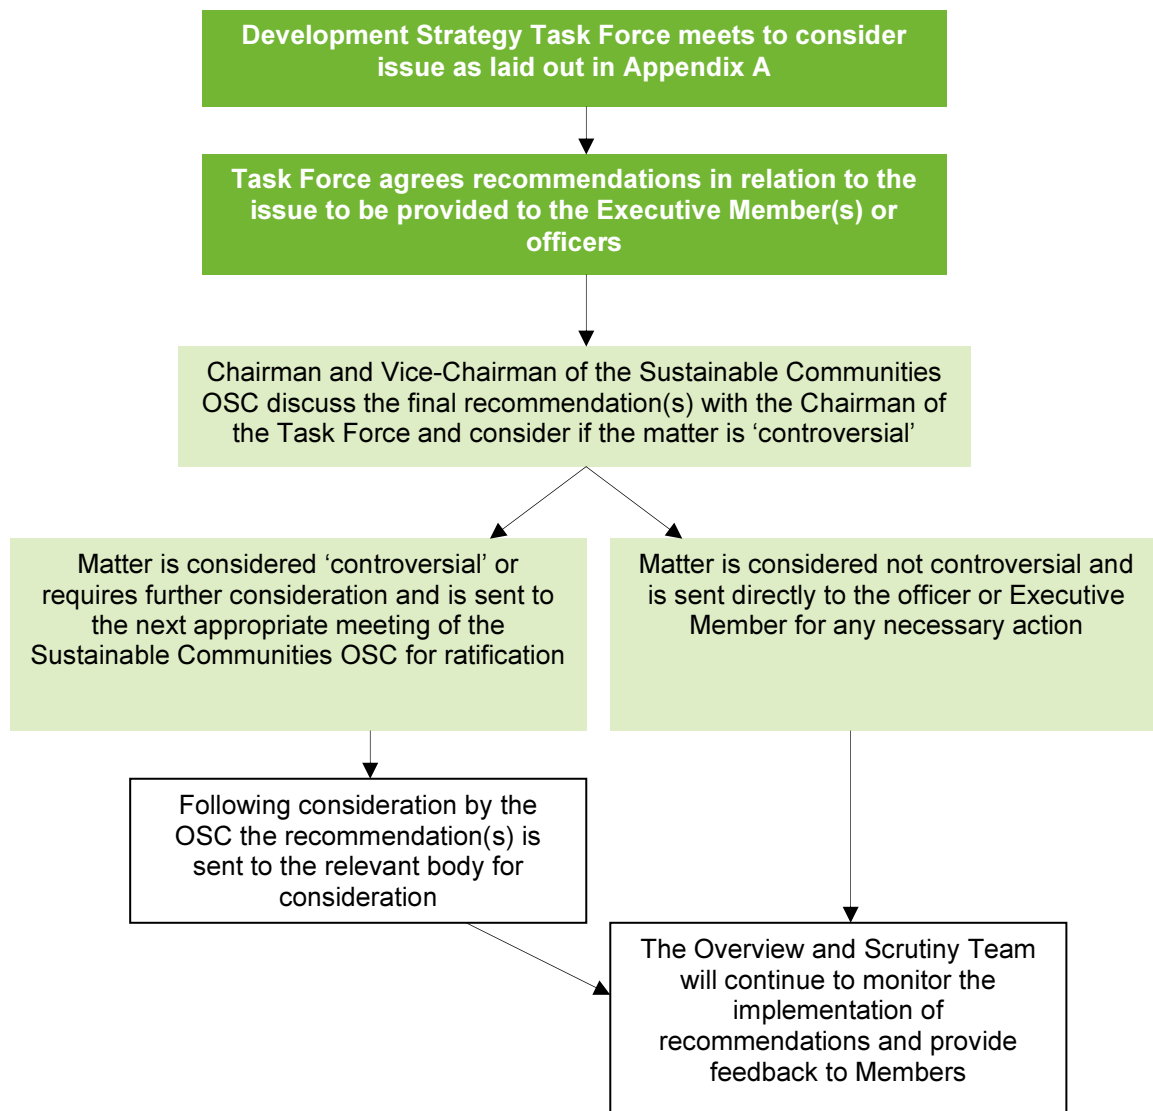 Development Strategy Task Force meets to consider
issue as laid out in Appendix A
Task Force agrees recommendations in relation to the
issue to be provided to the Executive Member(s) or
officers
Chairman and Vice-Chairman of the Sustainable Communities
OSC discuss the final recommendation(s) with the Chairman of
the Task Force and consider if the matter is ‘controversial’
Matter is considered ‘controversial’ or
requires further consideration and is sent to
the next appropriate meeting of the
Sustainable Communities OSC for ratification
Matter is considered not controversial and
is sent directly to the officer or Executive
Member for any necessary action
Following consideration by the
OSC the recommendation(s) is
sent to the relevant body for
consideration
The Overview and Scrutiny Team
will continue to monitor the
implementation of
recommendations and provide
feedback to Members